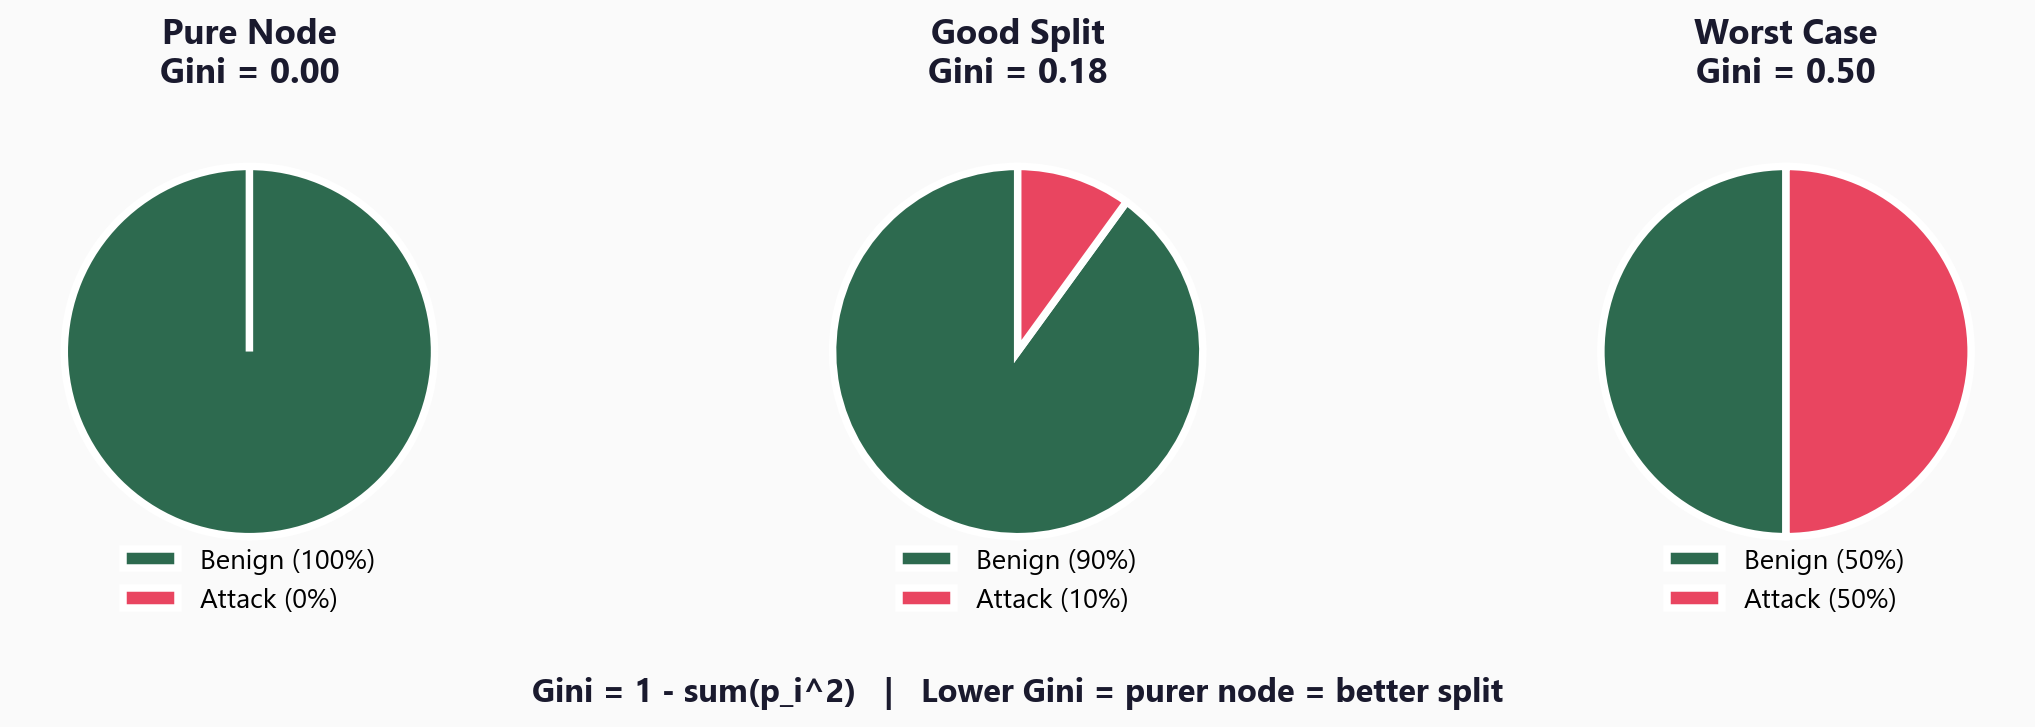 Pure Node
Gini = 0.00
Good Split
Gini = 0.18
Worst Case
Gini = 0.50
Benign (100%)
Attack (0%)
Benign (90%)
Attack (10%)
Benign (50%)
Attack (50%)
Gini = 1 - sum(p_i^2)   |   Lower Gini = purer node = better split